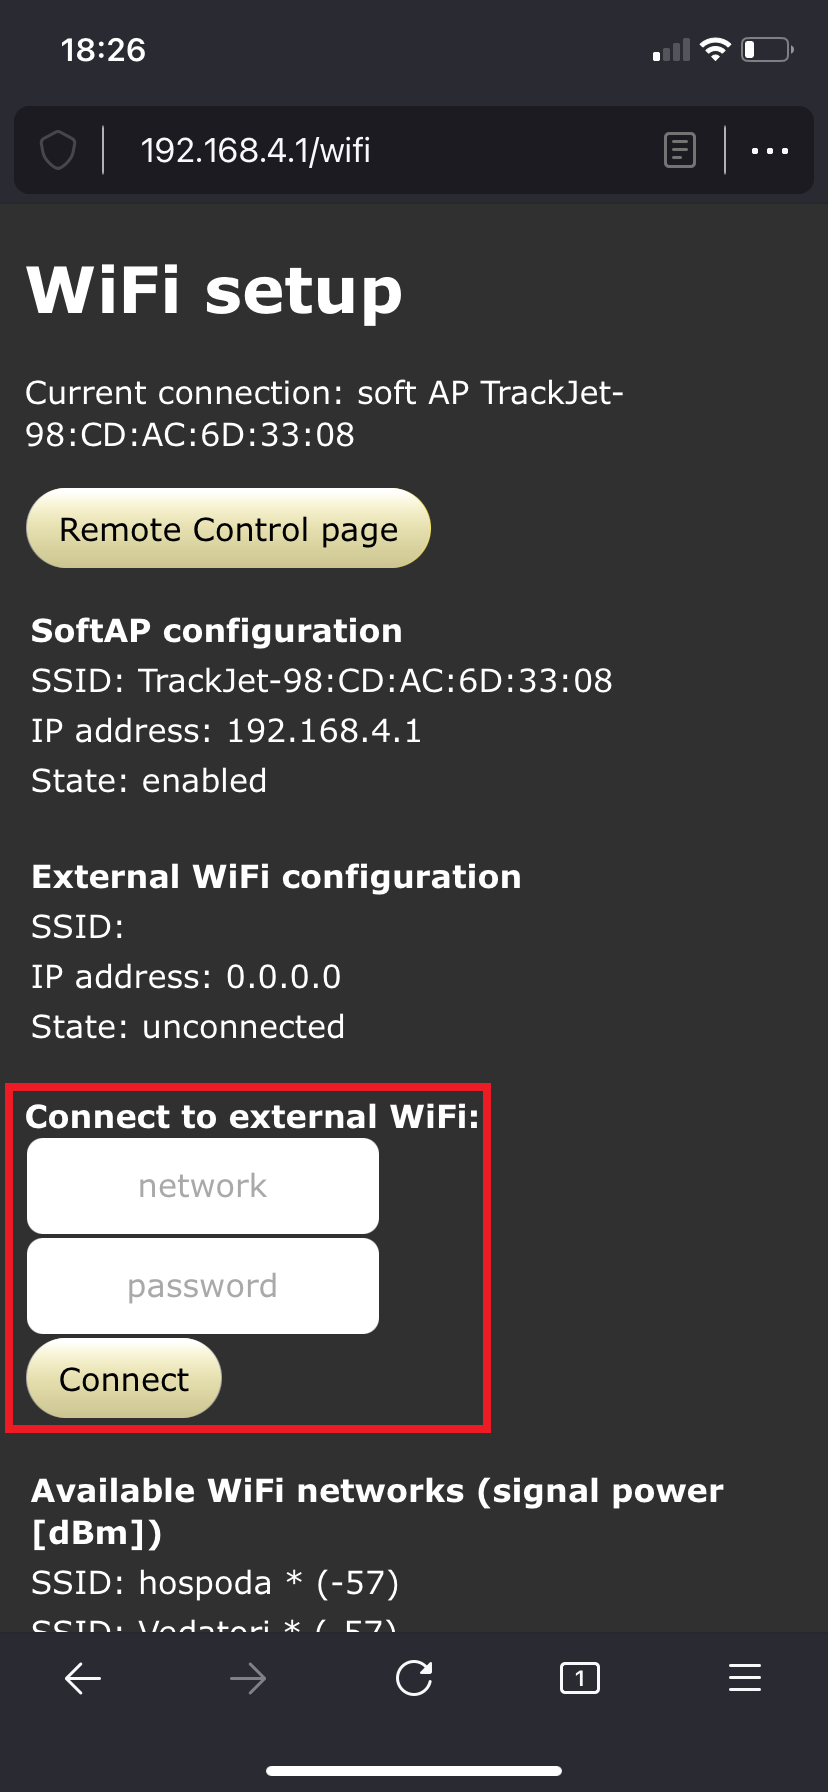 18:26
192.168.4.1/wifi
WiFi setup
Current connection: soft AP TrackJet-
98:CD:AC:6D:33:08
Remote Control page
SoftAP configuration
SSID: TrackJet-98:CD:AC:6D:33:08
IP address: 192.168.4.1
State: enabled
External WiFi configuration
SSID:
IP address: 0.0.0.0
State: unconnected
Connect to external WiFi:
network
password
Connect
Available WiFi networks (signal power
[dBm])
SSID: hospoda * (-57)
SSID: Vedatori * (-57)
1